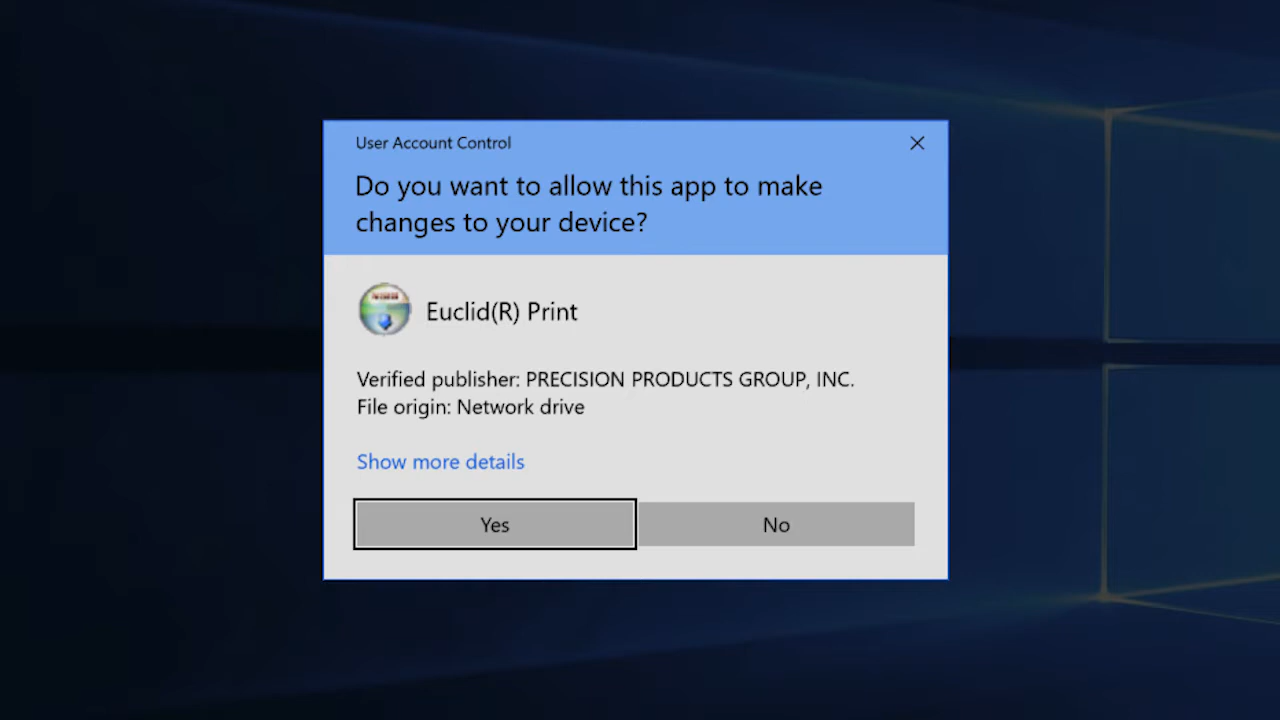 User Account Control
Do you want to allow this app to make
changes to your device?
Euclid(R) Print
Verified publisher: PRECISION PRODUCTS GROUP, INC.
File origin: Network drive
Show more details
Yes
No